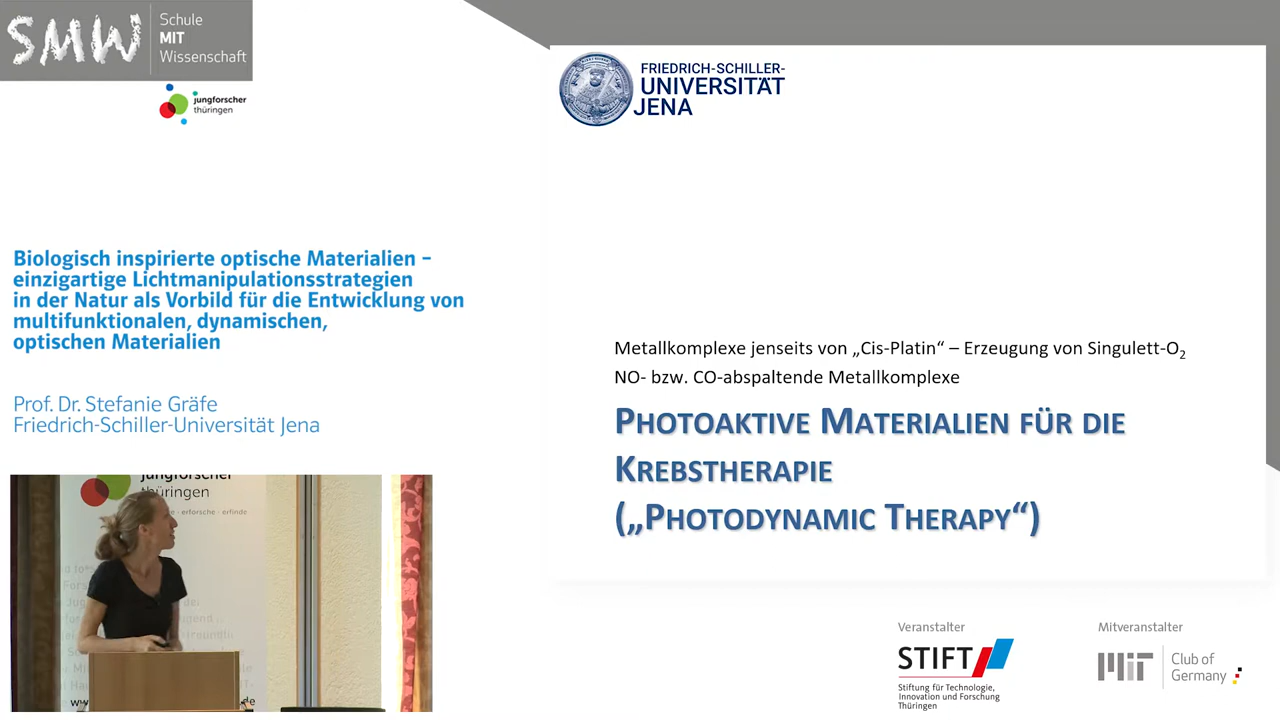 SMW
Schule
MIT
Wissenschaft
jungforscher
thüringen
FRIEDRICH-SCHILLER-
UNIVERSITÄT
JENA
Biologisch inspirierte optische Materialien –
einzigartige Lichtmanipulationsstrategien
in der Natur als Vorbild für die Entwicklung von
multifunktionalen, dynamischen,
optischen Materialien
Prof. Dr. Stefanie Gräfe
Friedrich-Schiller-Universität Jena
Metallkomplexe jenseits von „Cis-Platin“ – Erzeugung von Singulett-O₂
NO- bzw. CO-abspaltende Metallkomplexe
PHOTOAKTIVE MATERIALIEN FÜR DIE
KREBSTHERAPIE
(„PHOTODYNAMIC THERAPY“)
jungforscher
thüringen
erforsche · erfinde
Veranstalter
STIFT
Stiftung für Technologie,
Innovation und Forschung
Thüringen
Mitveranstalter
MIT
Club of
Germany